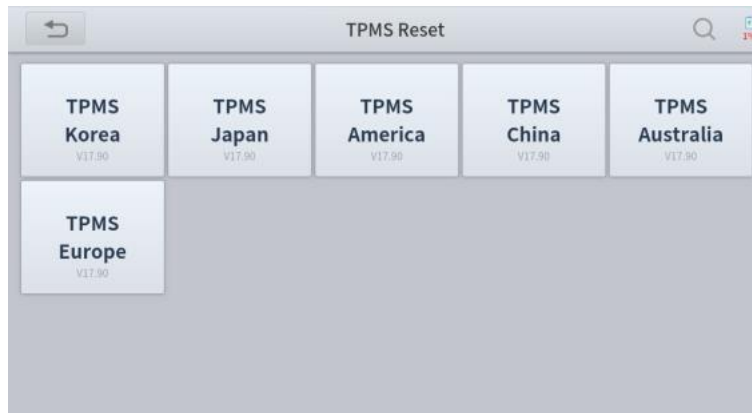 TPMS Reset
TPMS
Korea
V17.90
TPMS
Japan
V17.90
TPMS
America
V17.90
TPMS
China
V17.90
TPMS
Australia
V17.90
TPMS
Europe
V17.90